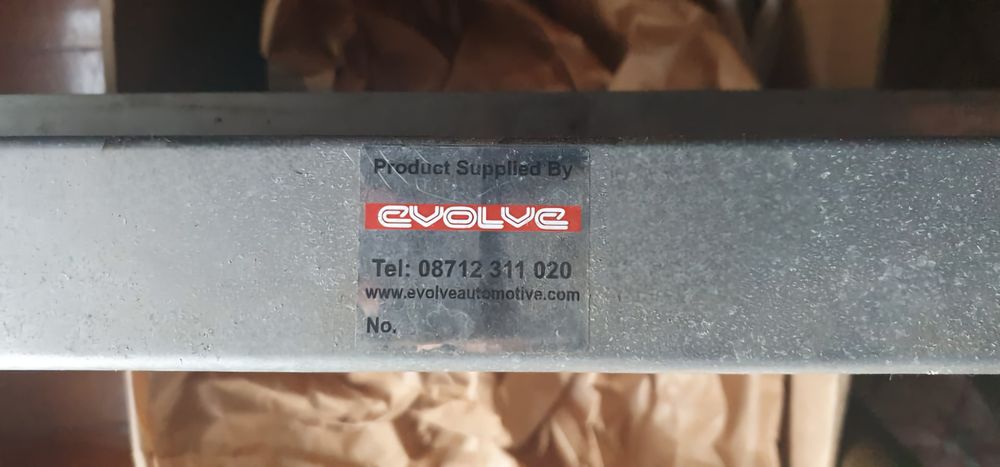 Product Supplied By
EVOLVE
Tel: 08712 311 020
www.evolveautomotive.com
No.